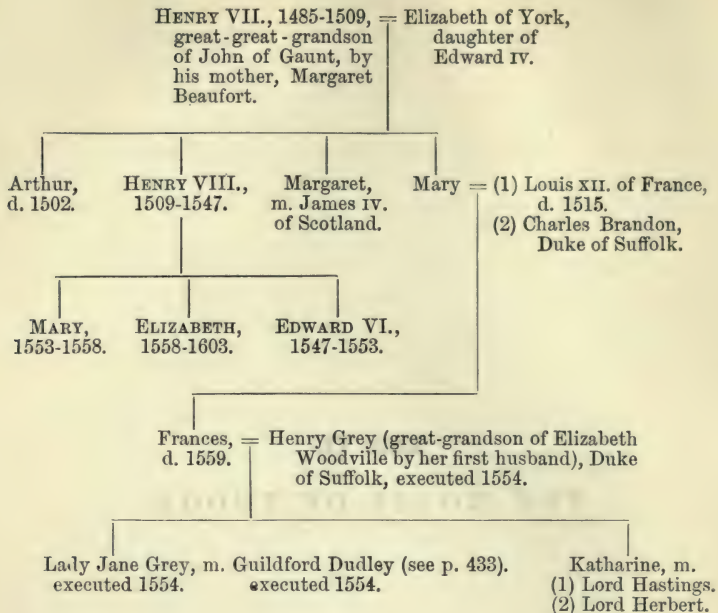 HENRY VII., 1485-1509, = Elizabeth of York,
great-great-grandson daughter of
of John of Gaunt, by Edward IV.
his mother, Margaret
Beaufort.
Arthur, HENRY VIII., Margaret, Mary = (1) Louis XII. of France,
d. 1502. 1509-1547. m. James IV. d. 1515.
of Scotland. (2) Charles Brandon,
Duke of Suffolk.
MARY, ELIZABETH, EDWARD VI.,
1553-1558. 1558-1603. 1547-1553.
Frances, = Henry Grey (great-grandson of Elizabeth
d. 1559. Woodville by her first husband), Duke
of Suffolk, executed 1554.
Lady Jane Grey, m. Guildford Dudley (see p. 433). Katharine, m.
executed 1554. executed 1554. (1) Lord Hastings.
(2) Lord Herbert.